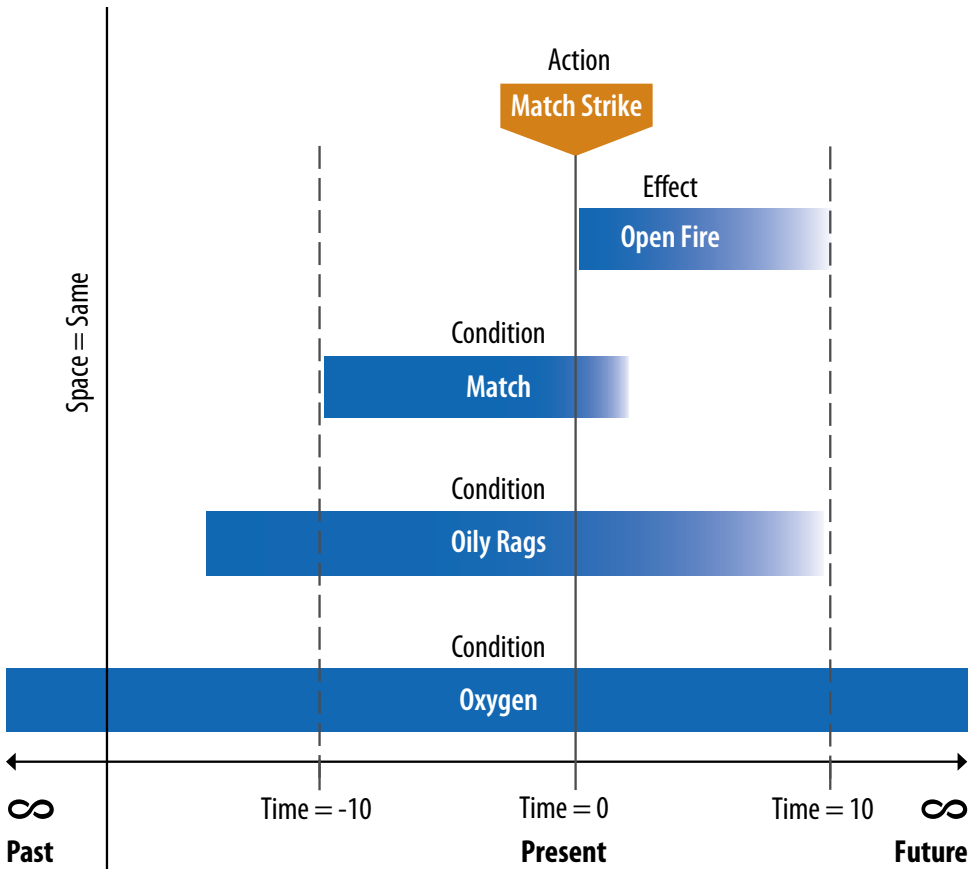 Action
Match Strike
Effect
Open Fire
Space = Same
Condition
Match
Condition
Oily Rags
Condition
Oxygen
∞ Time = -10 Time = 0 Time = 10 ∞
Past Present Future